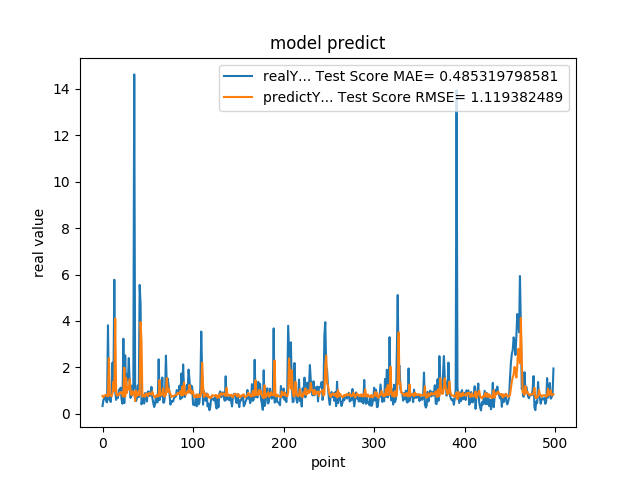 model predict
realY... Test Score MAE= 0.485319798581
predictY... Test Score RMSE= 1.119382489
14
12
10
8
6
4
2
0
real value
0 100 200 300 400 500
point